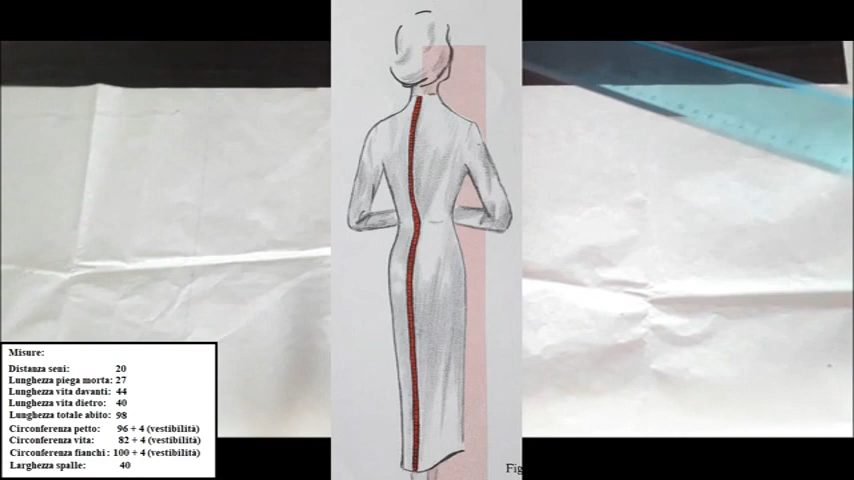 Misure:
Distanza seni: 20
Lunghezza piega morta: 27
Lunghezza vita davanti: 44
Lunghezza vita dietro: 40
Lunghezza totale abito: 98
Circonferenza petto: 96 + 4 (vestibilità)
Circonferenza vita: 82 + 4 (vestibilità)
Circonferenza fianchi: 100 + 4 (vestibilità)
Larghezza spalle: 40
Fig